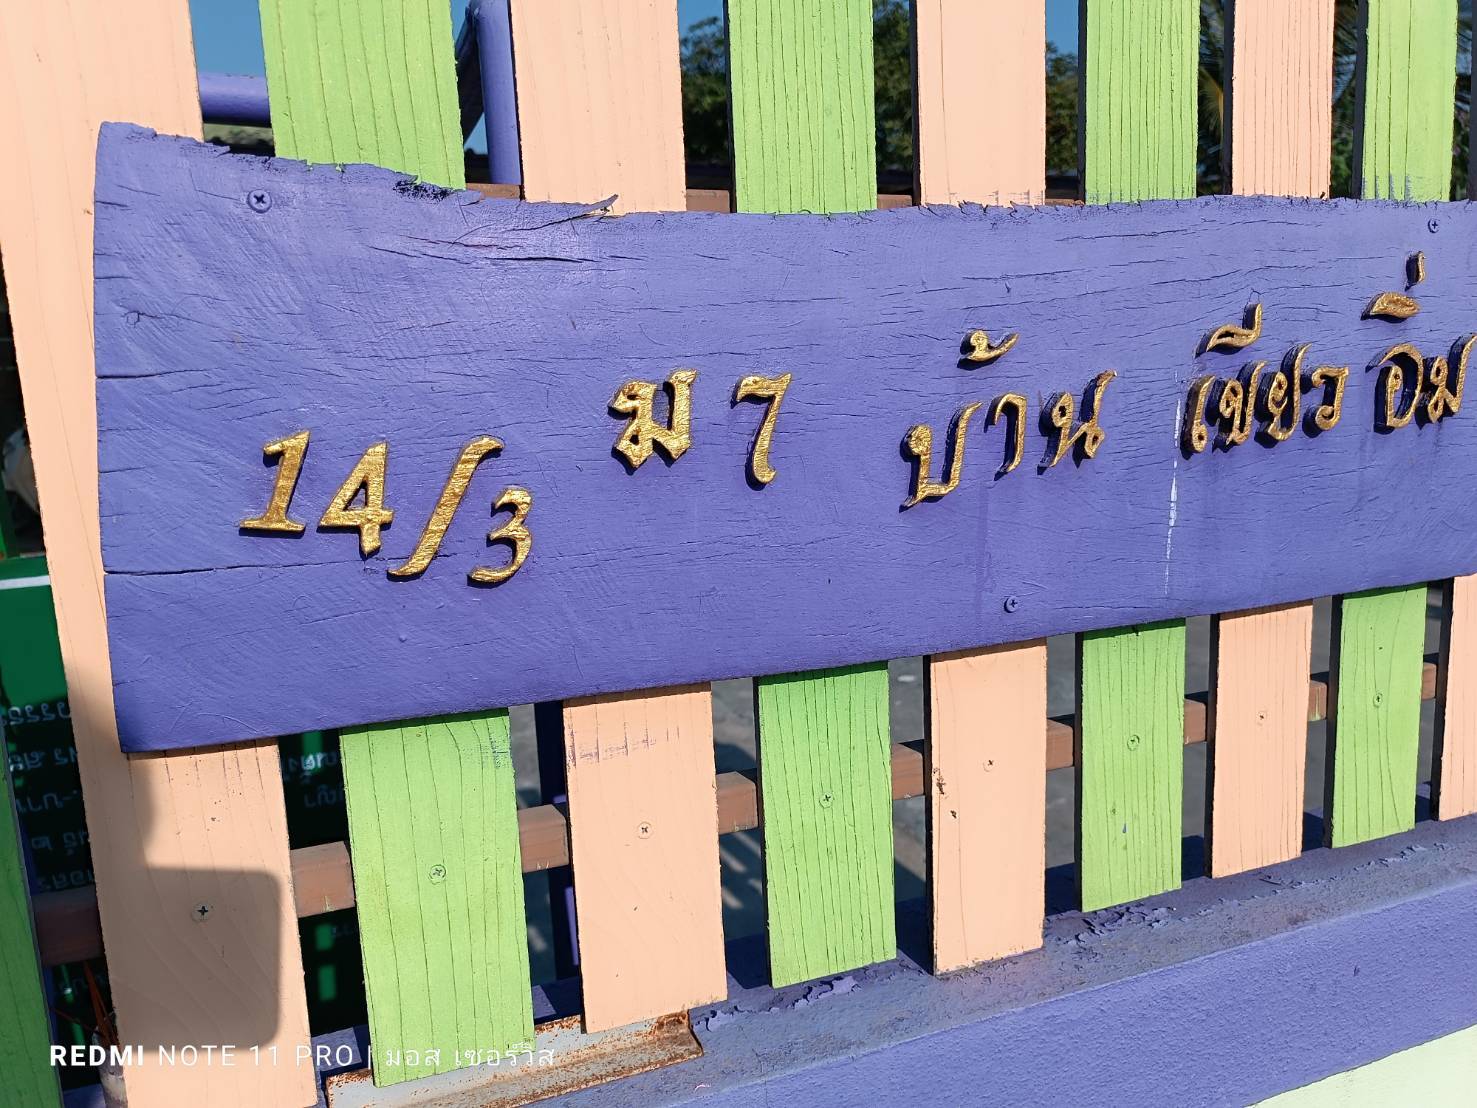 14/3 ม 7 บ้าน เขียว อิ่ม
REDMI NOTE 11 PRO | มอส เซอร์วิส